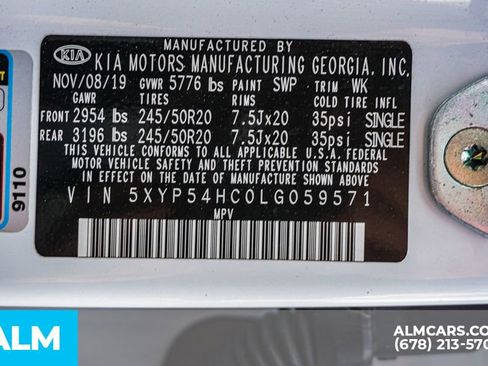 MANUFACTURED BY
KIA KIA MOTORS MANUFACTURING GEORGIA, INC.
NOV/08/19 GVWR 5776 lbs PAINT SWP TRIM WK
GAWR TIRES RIMS COLD TIRE INFL
FRONT 2954 lbs 245/50R20 7.5Jx20 35psi SINGLE
REAR 3196 lbs 245/50R20 7.5Jx20 35psi SINGLE
THIS VEHICLE CONFORMS TO ALL APPLICABLE U.S.A. FEDERAL
MOTOR VEHICLE SAFETY, BUMPER, AND THEFT PREVENTION STANDARDS
IN EFFECT ON THE DATE OF MANUFACTURE SHOWN ABOVE.
VIN 5XYP54HC0LG059571
MPV
9110
ALM
ALMCARS.CO
(678) 213-570